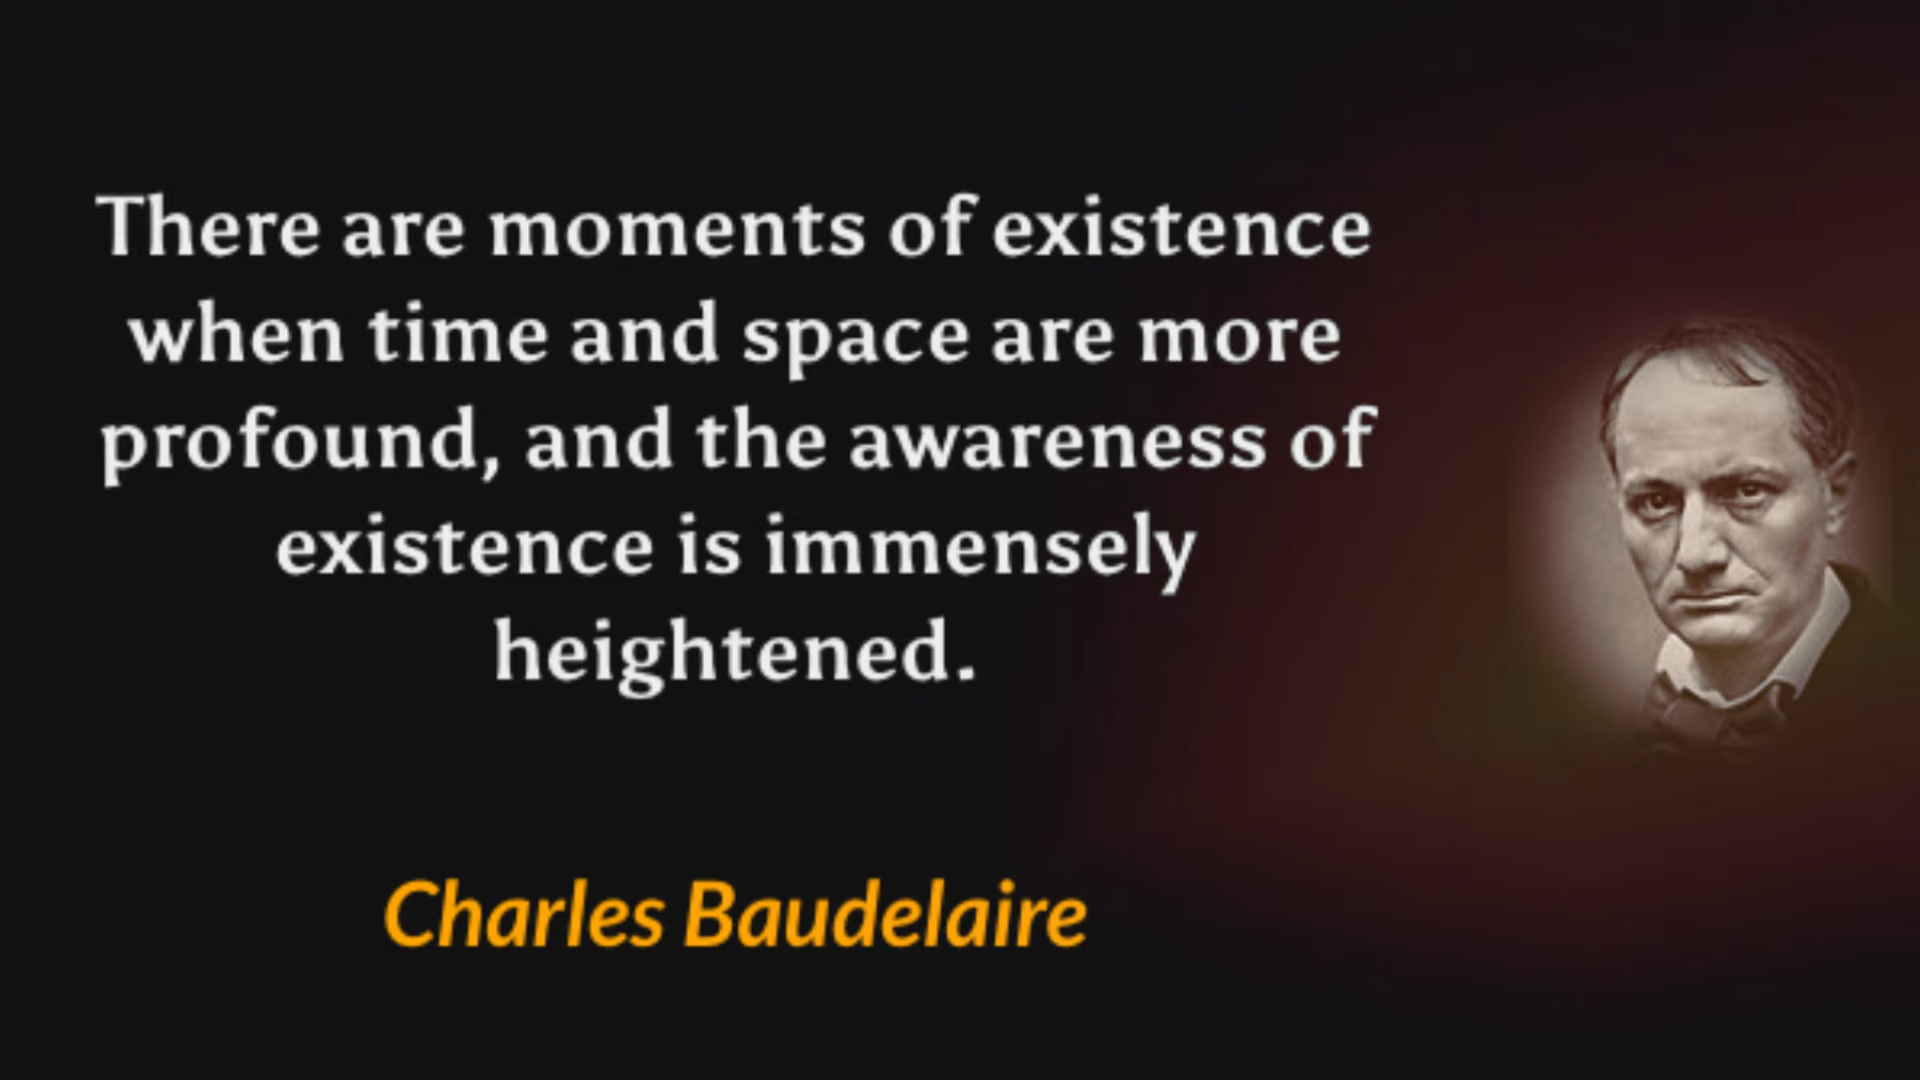 There are moments of existence
when time and space are more
profound, and the awareness of
existence is immensely
heightened.
Charles Baudelaire